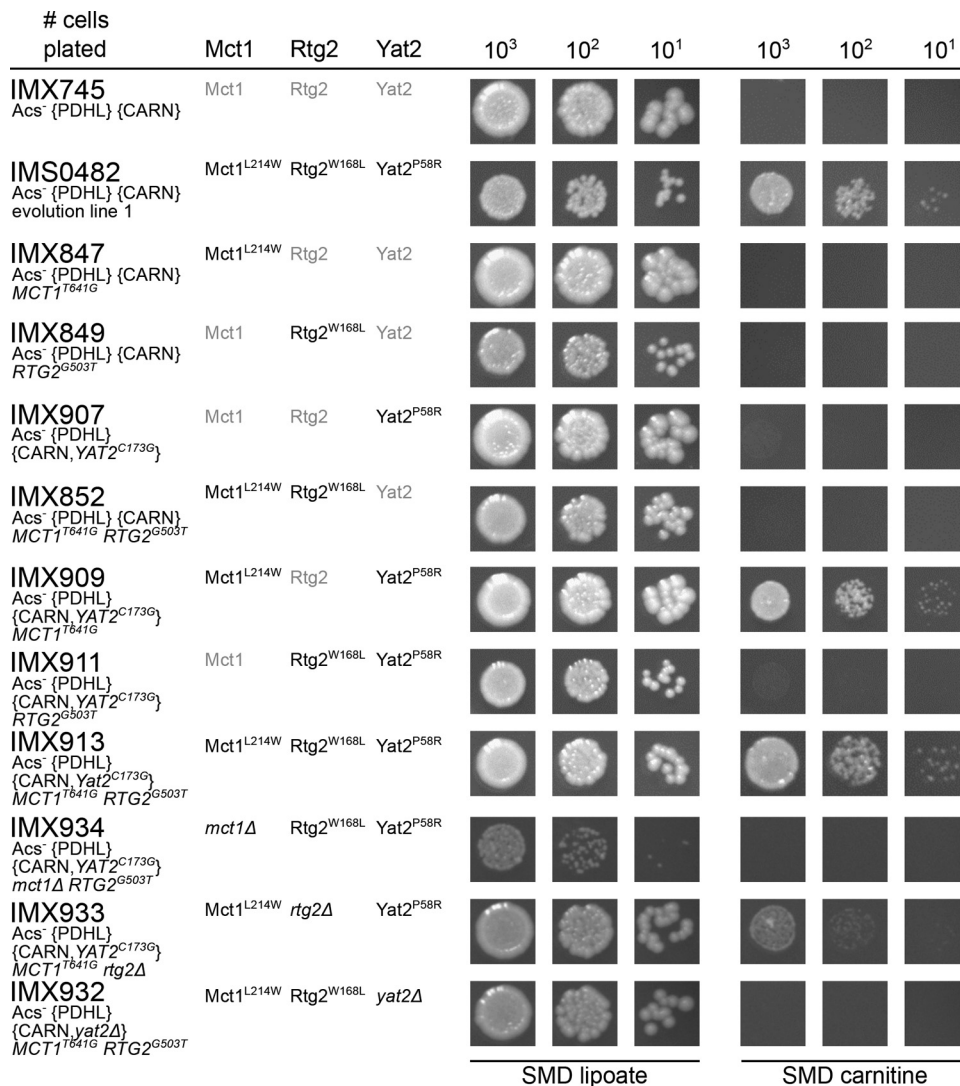 # cells
plated Mct1 Rtg2 Yat2 10³ 10² 10¹ 10³ 10² 10¹
IMX745 Mct1 Rtg2 Yat2
Acs⁻ {PDHL} {CARN}
IMS0482 Mct1ᴸ²¹⁴ᵂ Rtg2ᵂ¹⁶⁸ᴸ Yat2ᴾ⁵⁸ᴿ
Acs⁻ {PDHL} {CARN}
evolution line 1
IMX847 Mct1ᴸ²¹⁴ᵂ Rtg2 Yat2
Acs⁻ {PDHL} {CARN}
MCT1ᵀ⁶⁴¹ᴳ
IMX849 Mct1 Rtg2ᵂ¹⁶⁸ᴸ Yat2
Acs⁻ {PDHL} {CARN}
RTG2ᴳ⁵⁰³ᵀ
IMX907 Mct1 Rtg2 Yat2ᴾ⁵⁸ᴿ
Acs⁻ {PDHL}
{CARN,YAT2ꟲ¹⁷³ᴳ}
IMX852 Mct1ᴸ²¹⁴ᵂ Rtg2ᵂ¹⁶⁸ᴸ Yat2
Acs⁻ {PDHL} {CARN}
MCT1ᵀ⁶⁴¹ᴳ RTG2ᴳ⁵⁰³ᵀ
IMX909 Mct1ᴸ²¹⁴ᵂ Rtg2 Yat2ᴾ⁵⁸ᴿ
Acs⁻ {PDHL}
{CARN,YAT2ꟲ¹⁷³ᴳ}
MCT1ᵀ⁶⁴¹ᴳ
IMX911 Mct1 Rtg2ᵂ¹⁶⁸ᴸ Yat2ᴾ⁵⁸ᴿ
Acs⁻ {PDHL}
{CARN,YAT2ꟲ¹⁷³ᴳ}
RTG2ᴳ⁵⁰³ᵀ
IMX913 Mct1ᴸ²¹⁴ᵂ Rtg2ᵂ¹⁶⁸ᴸ Yat2ᴾ⁵⁸ᴿ
Acs⁻ {PDHL}
{CARN,Yat2ꟲ¹⁷³ᴳ}
MCT1ᵀ⁶⁴¹ᴳ RTG2ᴳ⁵⁰³ᵀ
IMX934 mct1Δ Rtg2ᵂ¹⁶⁸ᴸ Yat2ᴾ⁵⁸ᴿ
Acs⁻ {PDHL}
{CARN,YAT2ꟲ¹⁷³ᴳ}
mct1Δ RTG2ᴳ⁵⁰³ᵀ
IMX933 Mct1ᴸ²¹⁴ᵂ rtg2Δ Yat2ᴾ⁵⁸ᴿ
Acs⁻ {PDHL}
{CARN,YAT2ꟲ¹⁷³ᴳ}
MCT1ᵀ⁶⁴¹ᴳ rtg2Δ
IMX932 Mct1ᴸ²¹⁴ᵂ Rtg2ᵂ¹⁶⁸ᴸ yat2Δ
Acs⁻ {PDHL}
{CARN,yat2Δ}
MCT1ᵀ⁶⁴¹ᴳ RTG2ᴳ⁵⁰³ᵀ
SMD lipoate SMD carnitine